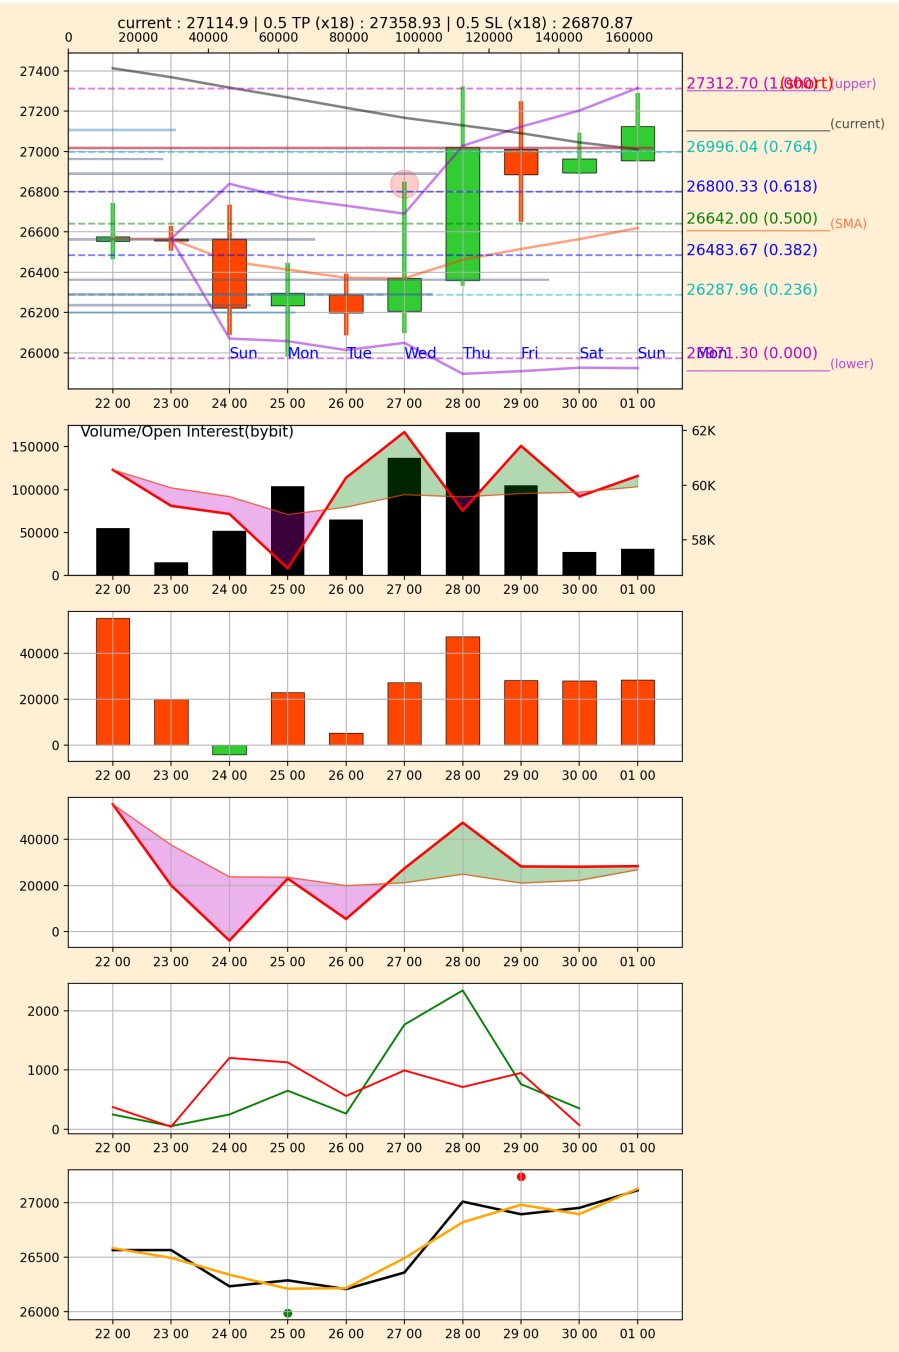 current : 27114.9 | 0.5 TP (x18) : 27358.93 | 0.5 SL (x18) : 26870.87
0 20000 40000 60000 80000 100000 120000 140000 160000
27400
27312.70 (1.000) (short) (upper)
27200
(current)
27000
26996.04 (0.764)
26800
26800.33 (0.618)
26642.00 (0.500)
(SMA)
26600
26483.67 (0.382)
26400
26287.96 (0.236)
26200
26000
Sun Mon Tue Wed Thu Fri Sat Sun Mon
(0.000)
(lower)
22 00 23 00 24 00 25 00 26 00 27 00 28 00 29 00 30 00 01 00
Volume/Open Interest(bybit)
62K
150000
100000
60K
50000
58K
0
22 00 23 00 24 00 25 00 26 00 27 00 28 00 29 00 30 00 01 00
40000
20000
0
22 00 23 00 24 00 25 00 26 00 27 00 28 00 29 00 30 00 01 00
40000
20000
0
22 00 23 00 24 00 25 00 26 00 27 00 28 00 29 00 30 00 01 00
2000
1000
0
22 00 23 00 24 00 25 00 26 00 27 00 28 00 29 00 30 00 01 00
27000
26500
26000
22 00 23 00 24 00 25 00 26 00 27 00 28 00 29 00 30 00 01 00